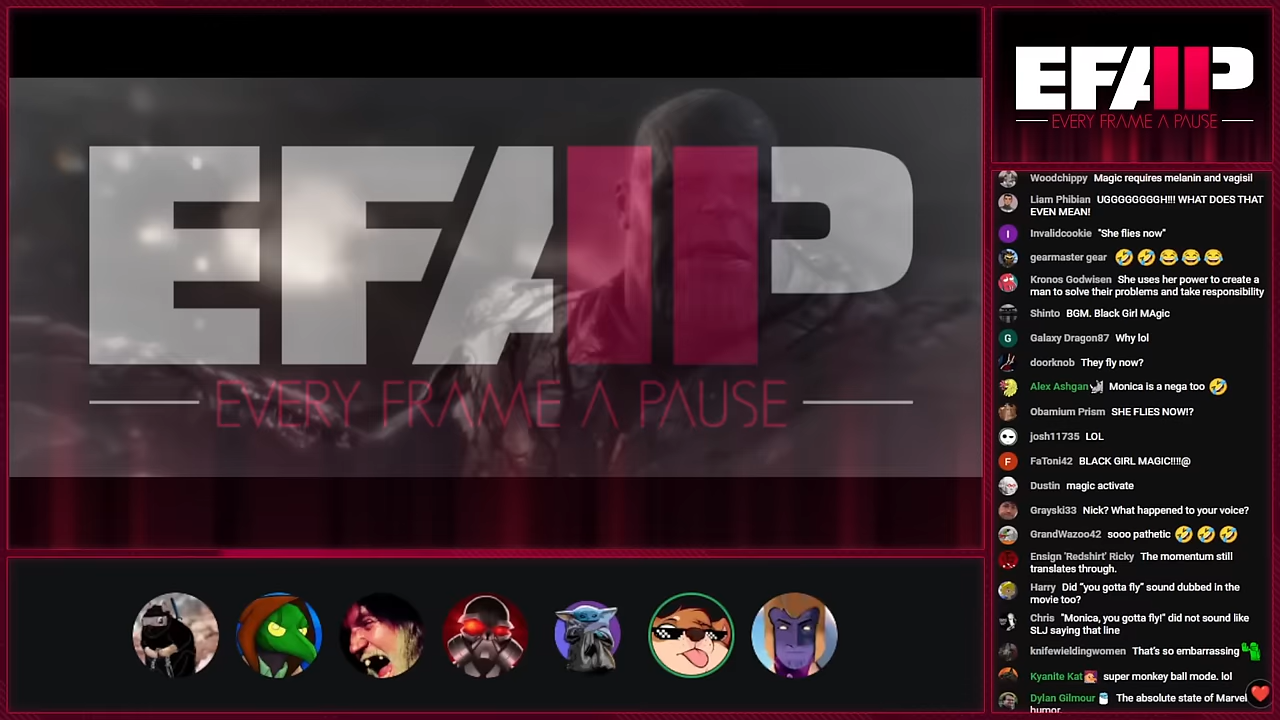 EFAP
EVERY FRAME A PAUSE
EFAP
EVERY FRAME A PAUSE
Woodchippy Magic requires melanin and vagisil
Liam Phibian UGGGGGGGGH!!! WHAT DOES THAT
EVEN MEAN!
I
Invalidcookie "She flies now"
gearmaster gear 🤣🤣😂😂😂
Kronos Godwisen She uses her power to create a
man to solve their problems and take responsibility
Shinto BGM. Black Girl MAgic
G
Galaxy Dragon87 Why lol
doorknob They fly now?
Alex Ashgan Monica is a nega too 🤣
Obamium Prism SHE FLIES NOW!?
josh11735 LOL
F
FaToni42 BLACK GIRL MAGIC!!!!@
Dustin magic activate
Grayski33 Nick? What happened to your voice?
GrandWazoo42 sooo pathetic 🤣🤣🤣
Ensign 'Redshirt' Ricky The momentum still
translates through.
Harry Did "you gotta fly" sound dubbed in the
movie too?
Chris "Monica, you gotta fly!" did not sound like
SLJ saying that line
knifewieldingwomen That's so embarrassing
Kyanite Kat super monkey ball mode. lol
Dylan Gilmour The absolute state of Marvel
humor.